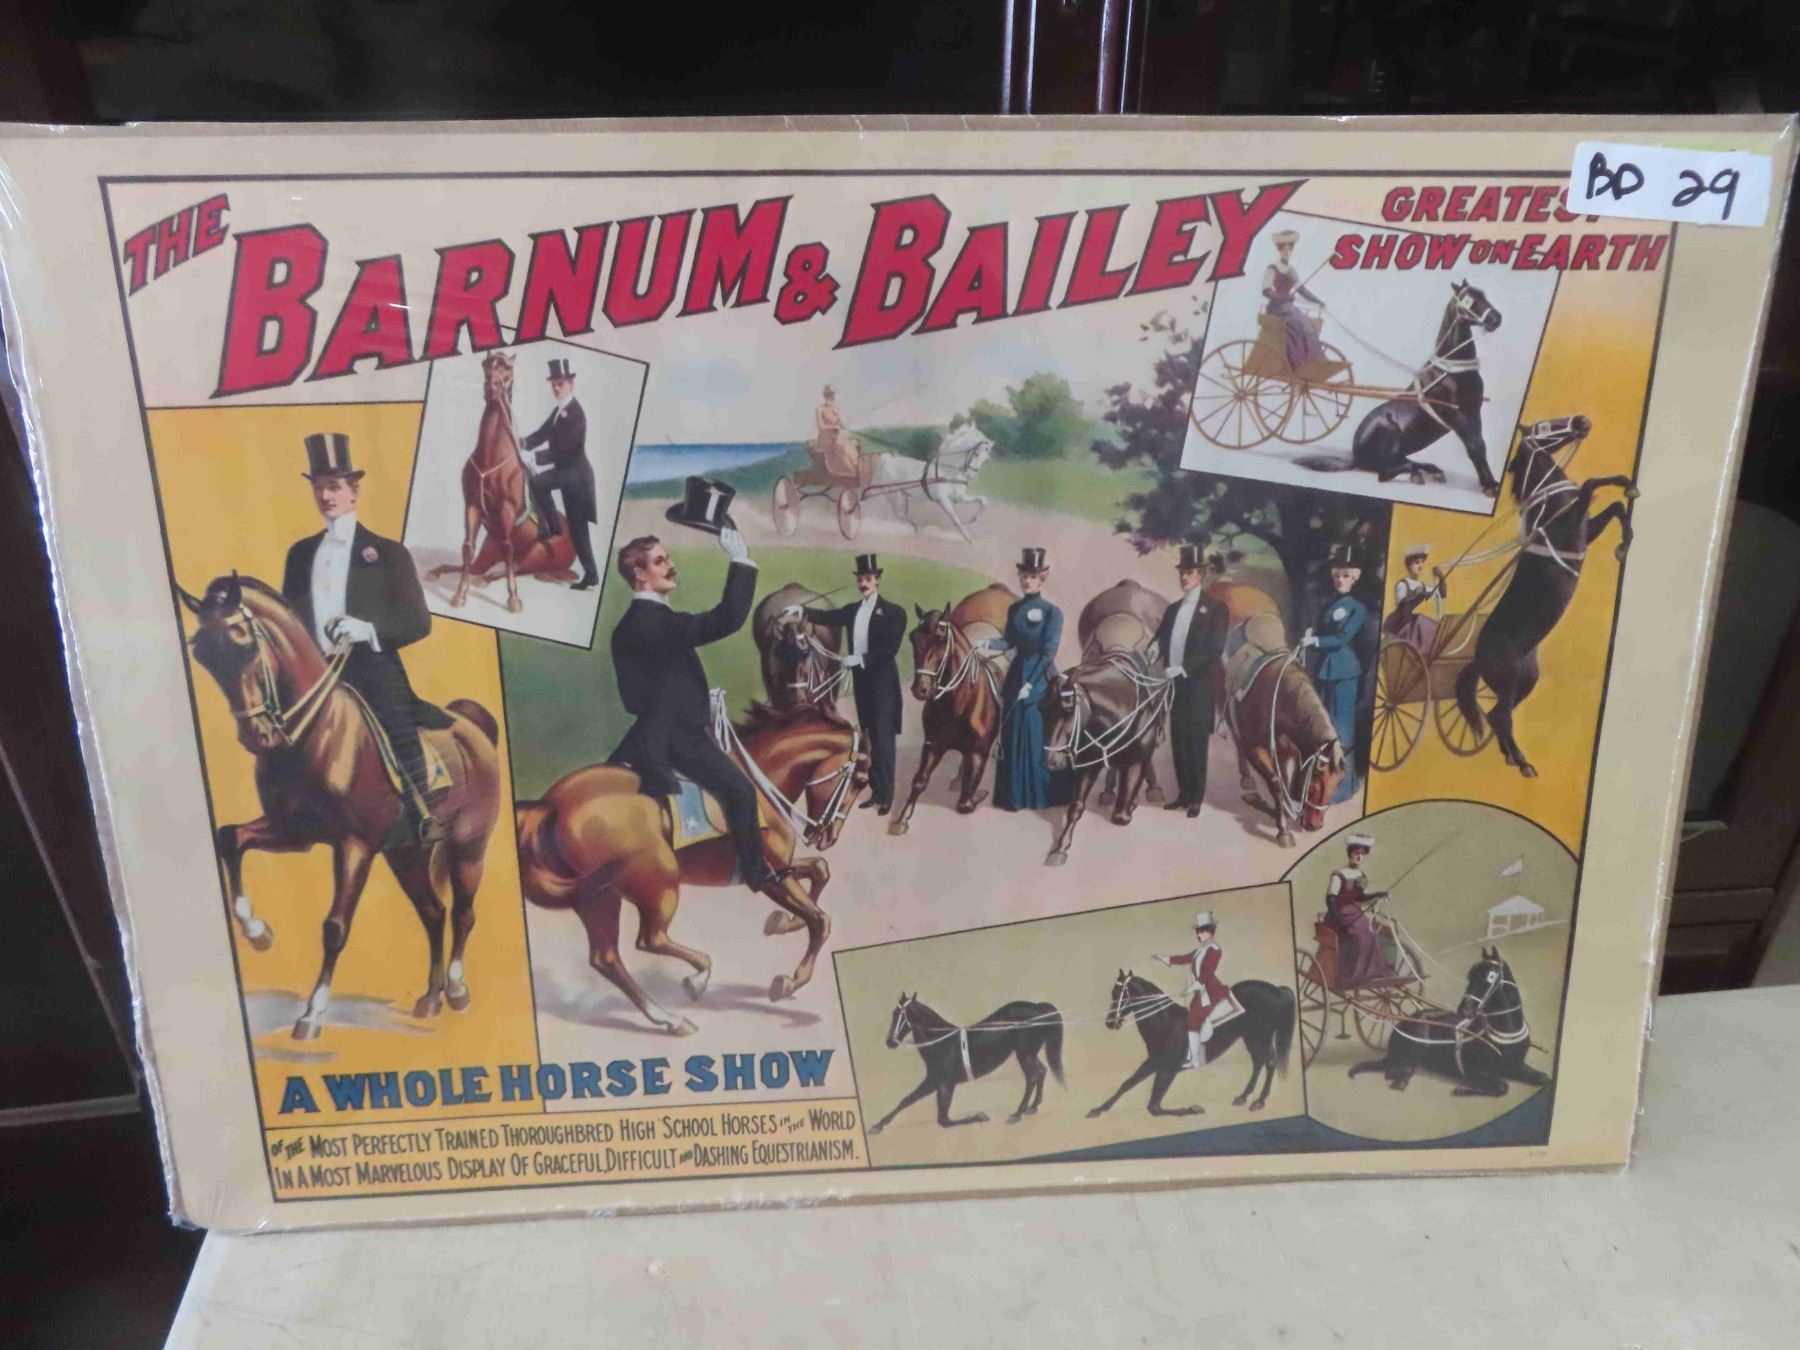 THE BARNUM & BAILEY
GREATEST
SHOW ON EARTH
BD 29
A WHOLE HORSE SHOW
OF THE MOST PERFECTLY TRAINED THOROUGHBRED HIGH SCHOOL HORSES IN THE WORLD
IN A MOST MARVELOUS DISPLAY OF GRACEFUL, DIFFICULT AND DASHING EQUESTRIANISM.